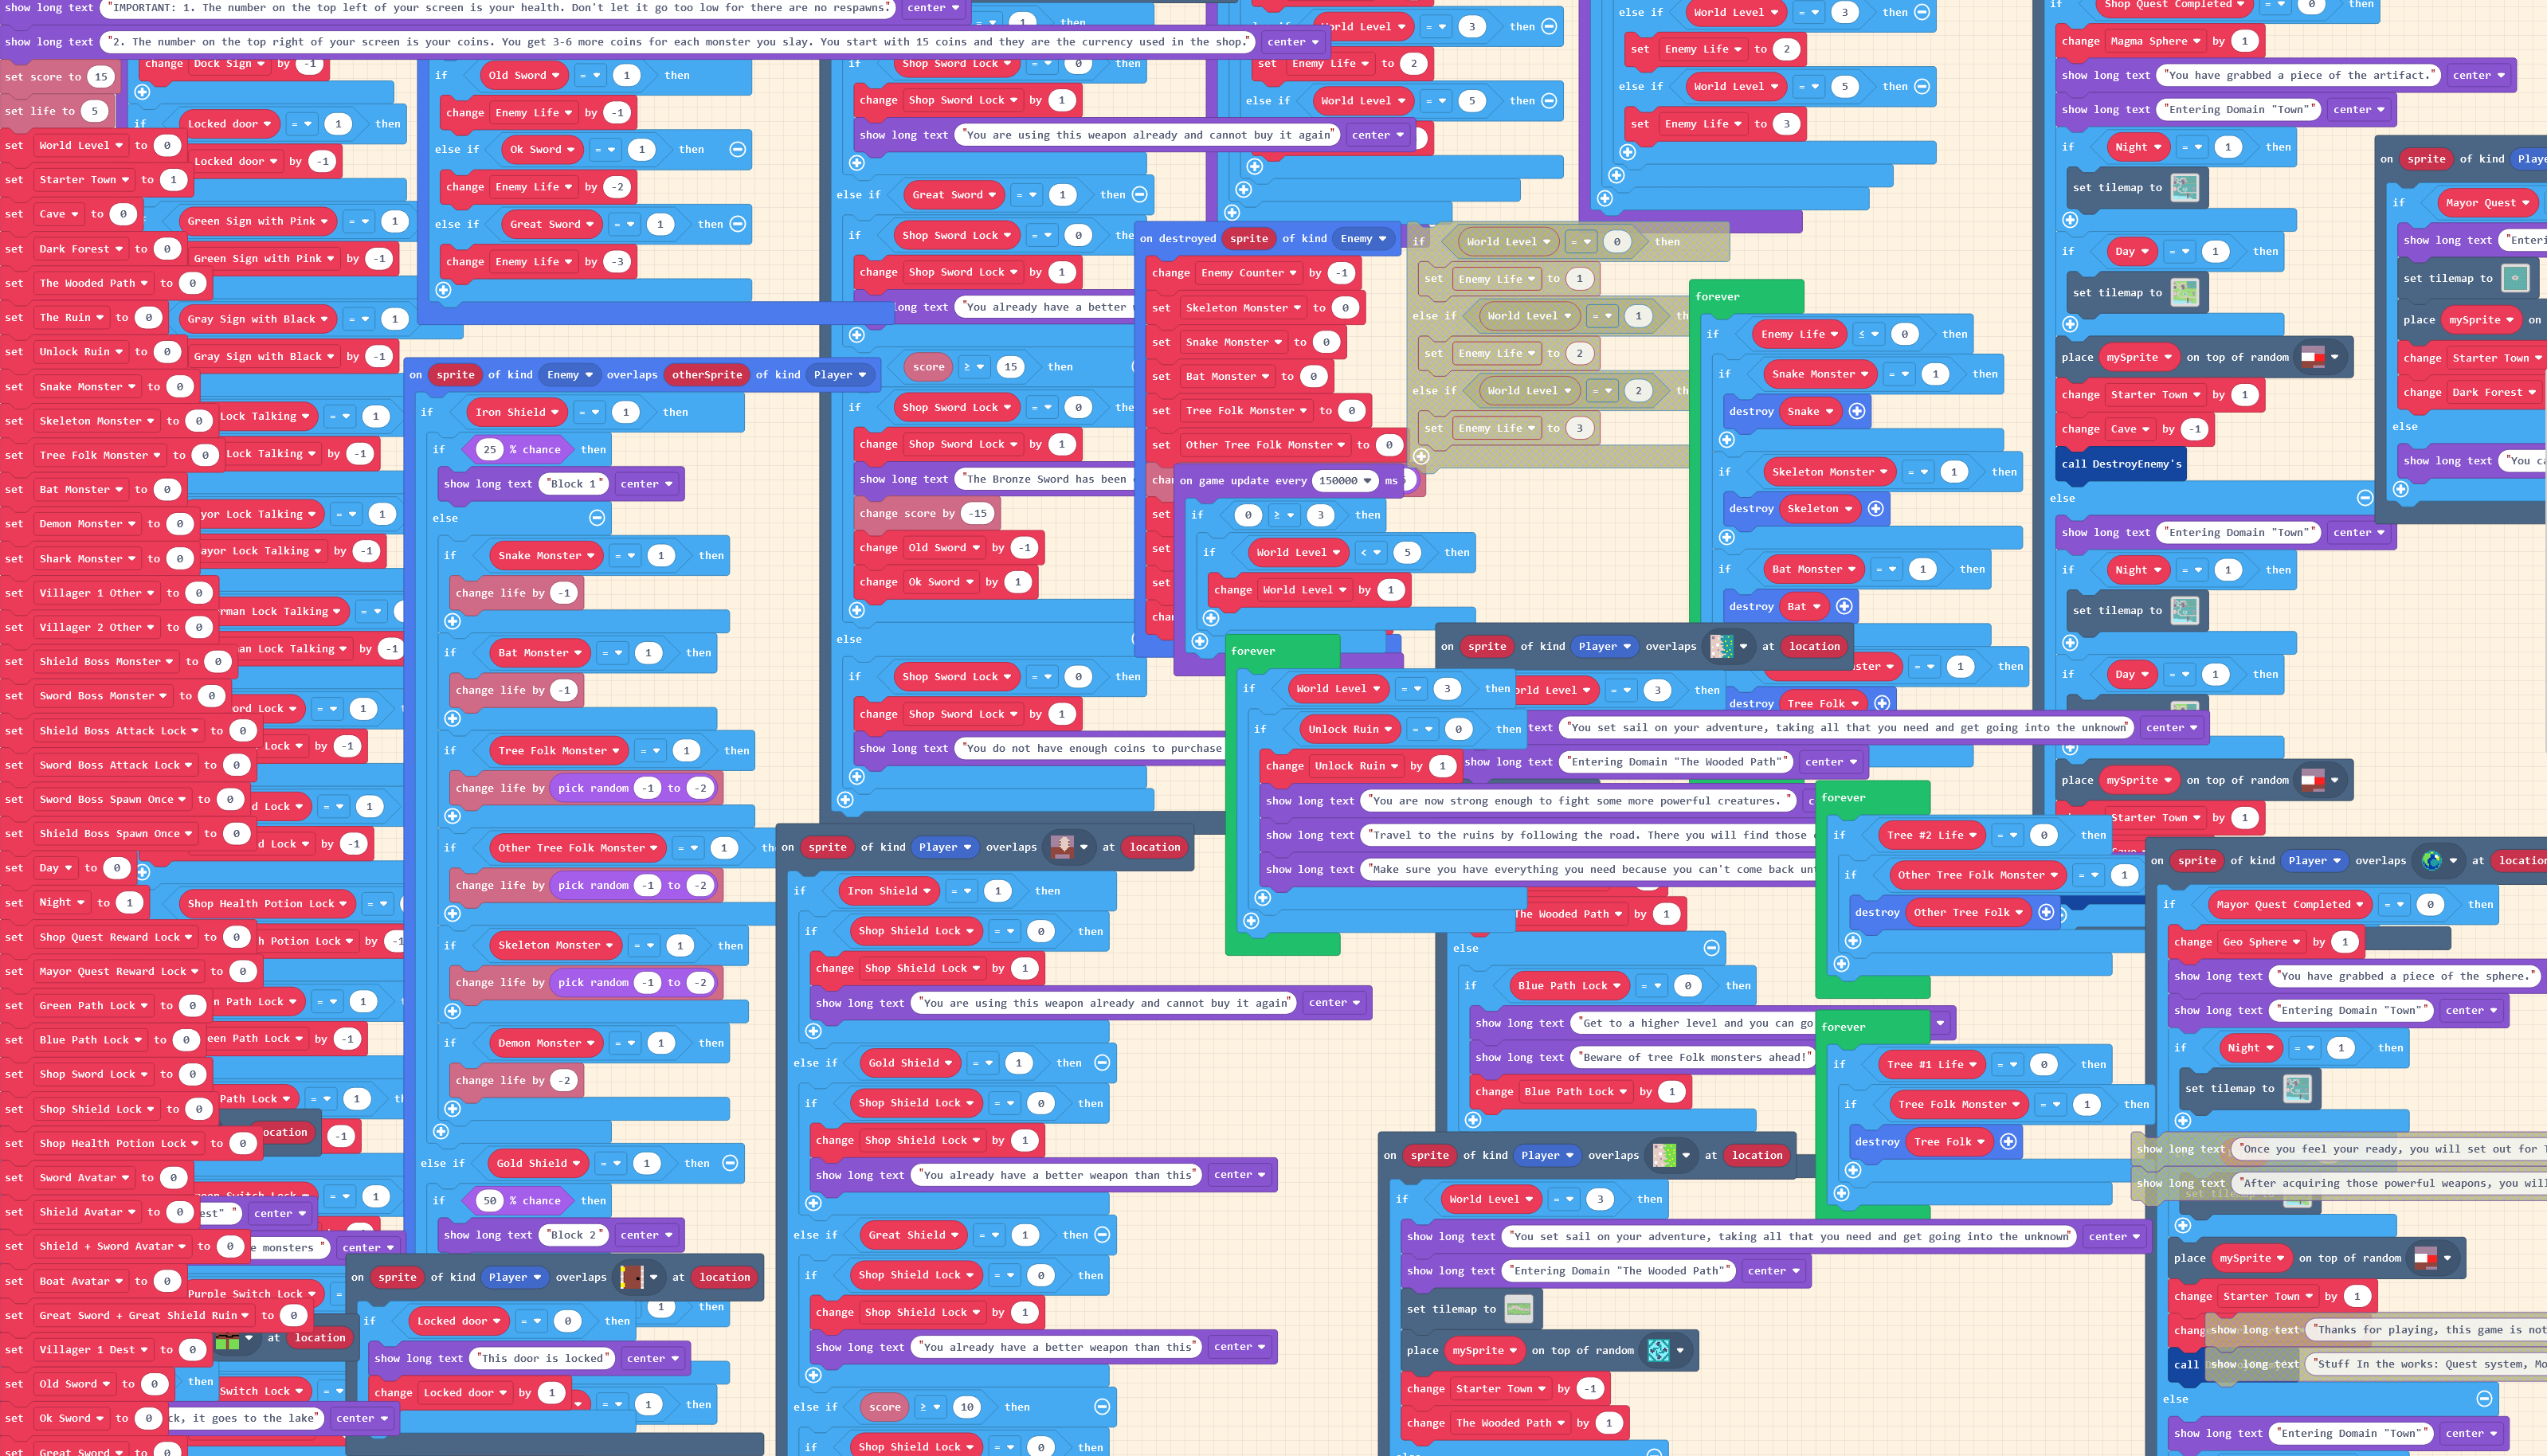 show long text "IMPORTANT: 1. The number on the top left of your screen is your health. Don't let it go too low for there are no respawns." center
show long text "2. The number on the top right of your screen is your coins. You get 3-6 more coins for each monster you slay. You start with 15 coins and they are the currency used in the shop." center
set score to 15
set life to 5
set World Level to 0
set Starter Town to 1
set Cave to 0
set Dark Forest to 0
set The Wooded Path to 0
set The Ruin to 0
set Unlock Ruin to 0
set Snake Monster to 0
set Skeleton Monster to 0
set Tree Folk Monster to 0
set Bat Monster to 0
set Demon Monster to 0
set Shark Monster to 0
set Villager 1 Other to 0
set Villager 2 Other to 0
set Shield Boss Monster to 0
set Sword Boss Monster to 0
set Shield Boss Attack Lock to 0
set Sword Boss Attack Lock to 0
set Sword Boss Spawn Once to 0
set Shield Boss Spawn Once to 0
set Day to 0
set Night to 1
set Shop Quest Reward Lock to 0
set Mayor Quest Reward Lock to 0
set Green Path Lock to 0
set Blue Path Lock to 0
set Shop Sword Lock to 0
set Shop Shield Lock to 0
set Shop Health Potion Lock to 0
set Sword Avatar to 0
set Shield Avatar to 0
set Shield + Sword Avatar to 0
set Boat Avatar to 0
set Great Sword + Great Shield Ruin to 0
set Villager 1 Dest to 0
set Old Sword to 0
set Ok Sword to 0
set Great Sword to 0
change Dock Sign by -1
if Locked door = 1 then
Locked door by -1
Green Sign with Pink = 1
Green Sign with Pink by -1
Gray Sign with Black = 1
Gray Sign with Black by -1
Lock Talking = 1
Lock Talking by -1
Lock Talking = 1
Lock Talking by -1
Lock Talking =
Lock Talking by -1
Lock = 1
Lock by -1
Lock = 1
Lock by -1
Shop Health Potion Lock =
Potion Lock by -1
Path Lock = 1
Path Lock by -1
Path Lock = 1
location -1
Switch Lock = 1
center
monsters " center
Purple Switch Lock =
at location
then
Switch Lock =
it goes to the lake" center
if Old Sword = 1 then
change Enemy Life by -1
else if Ok Sword = 1 then
change Enemy Life by -2
else if Great Sword = 1 then
change Enemy Life by -3
on sprite of kind Enemy overlaps otherSprite of kind Player
if Iron Shield = 1 then
if 25 % chance then
show long text "Block 1" center
else
if Snake Monster = 1 then
change life by -1
if Bat Monster = 1 then
change life by -1
if Tree Folk Monster = 1 then
change life by pick random -1 to -2
if Other Tree Folk Monster = 1
change life by pick random -1 to -2
if Skeleton Monster = 1 then
change life by pick random -1 to -2
if Demon Monster = 1 then
change life by -2
else if Gold Shield = 1 then
if 50 % chance then
show long text "Block 2" center
on sprite of kind Player overlaps at location
1 then
if Locked door = 0 then
show long text "This door is locked" center
change Locked door by 1
= 1 then
= 1 then
if Shop Sword Lock = 0 then
change Shop Sword Lock by 1
show long text "You are using this weapon already and cannot buy it again" center
else if Great Sword = 1 then
if Shop Sword Lock = 0 then
change Shop Sword Lock by 1
long text "You already have a better
score ≥ 15 then
if Shop Sword Lock = 0 then
change Shop Sword Lock by 1
show long text "The Bronze Sword has been
change score by -15
change Old Sword by -1
change Ok Sword by 1
else
if Shop Sword Lock = 0 then
change Shop Sword Lock by 1
show long text "You do not have enough coins to purchase
on sprite of kind Player overlaps at location
if Iron Shield = 1 then
if Shop Shield Lock = 0 then
change Shop Shield Lock by 1
show long text "You are using this weapon already and cannot buy it again" center
else if Gold Shield = 1 then
if Shop Shield Lock = 0 then
change Shop Shield Lock by 1
show long text "You already have a better weapon than this" center
else if Great Shield = 1 then
if Shop Shield Lock = 0 then
change Shop Shield Lock by 1
show long text "You already have a better weapon than this" center
else if score ≥ 10 then
if Shop Shield Lock = 0 then
World Level = 3 then
set Enemy Life to 2
else if World Level = 5 then
on destroyed sprite of kind Enemy
change Enemy Counter by -1
set Skeleton Monster to 0
set Snake Monster to 0
set Bat Monster to 0
set Tree Folk Monster to 0
set Other Tree Folk Monster to 0
set
set
set
on game update every 150000 ms
if 0 ≥ 3 then
if World Level < 5 then
change World Level by 1
else if World Level = 3 then
set Enemy Life to 2
else if World Level = 5 then
set Enemy Life to 3
if World Level = 0 then
set Enemy Life to 1
else if World Level = 1
set Enemy Life to 2
else if World Level = 2
set Enemy Life to 3
forever
if Enemy Life ≤ 0 then
if Snake Monster = 1 then
destroy Snake
if Skeleton Monster = 1 then
destroy Skeleton
if Bat Monster = 1 then
destroy Bat
= 1 then
destroy Tree Folk
forever
if World Level = 3 then
if Unlock Ruin = 0 then
change Unlock Ruin by 1
show long text "You are now strong enough to fight some more powerful creatures. "
show long text "Travel to the ruins by following the road. There you will find those
show long text "Make sure you have everything you need because you can't come back
on sprite of kind Player overlaps at location
World Level = 3 then
text "You set sail on your adventure, taking all that you need and get going into the unknown" center
show long text "Entering Domain "The Wooded Path"" center
The Wooded Path by 1
else
if Blue Path Lock = 0 then
show long text "Get to a higher level and you can go
show long text "Beware of tree Folk monsters ahead!"
change Blue Path Lock by 1
on sprite of kind Player overlaps at location
if World Level = 3 then
show long text "You set sail on your adventure, taking all that you need and get going into the unknown" center
show long text "Entering Domain "The Wooded Path"" center
set tilemap to
place mySprite on top of random
change Starter Town by -1
change The Wooded Path by 1
forever
if Tree #2 Life = 0 then
if Other Tree Folk Monster = 1
destroy Other Tree Folk
forever
if Tree #1 Life = 0 then
if Tree Folk Monster = 1 then
destroy Tree Folk
if Shop Quest Completed = 0 then
change Magma Sphere by 1
show long text "You have grabbed a piece of the artifact." center
show long text "Entering Domain "Town"" center
if Night = 1 then
set tilemap to
if Day = 1 then
set tilemap to
place mySprite on top of random
change Starter Town by 1
change Cave by -1
call DestroyEnemy's
else
show long text "Entering Domain "Town"" center
if Night = 1 then
set tilemap to
if Day = 1 then
place mySprite on top of random
Starter Town by 1
on sprite of kind
if Mayor Quest
show long text
set tilemap to
place mySprite on
change Starter Town
change Dark Forest
else
show long text "You
on sprite of kind Player overlaps at location
if Mayor Quest Completed = 0 then
change Geo Sphere by 1
show long text "You have grabbed a piece of the sphere."
show long text "Entering Domain "Town"" center
if Night = 1 then
set tilemap to
show long text "Once you feel your ready, you will set out for
show long text "After acquiring those powerful weapons, you
set tilemap to
place mySprite on top of random
change Starter Town by 1
show long text "Thanks for playing, this game is not
call show long text "Stuff In the works: Quest system,
else
show long text "Entering Domain "Town"" center